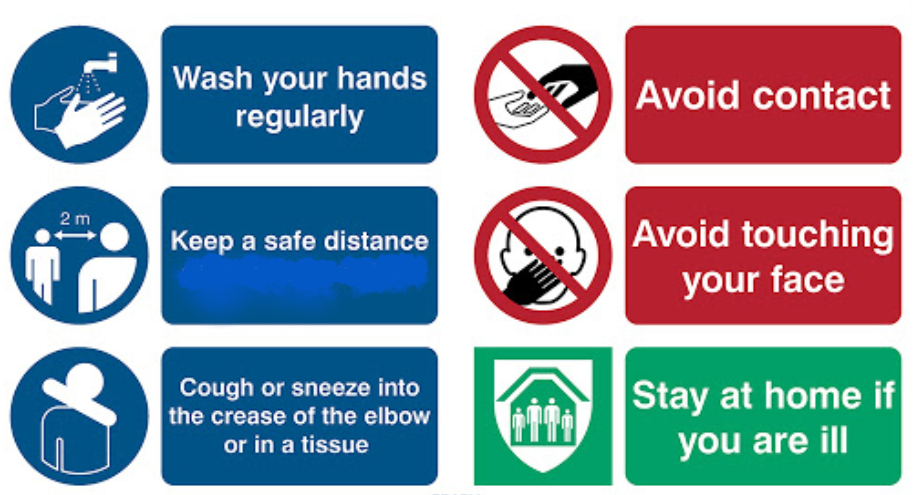 Wash your hands
regularly
Avoid contact
2 m
Keep a safe distance
Avoid touching
your face
Cough or sneeze into
the crease of the elbow
or in a tissue
Stay at home if
you are ill